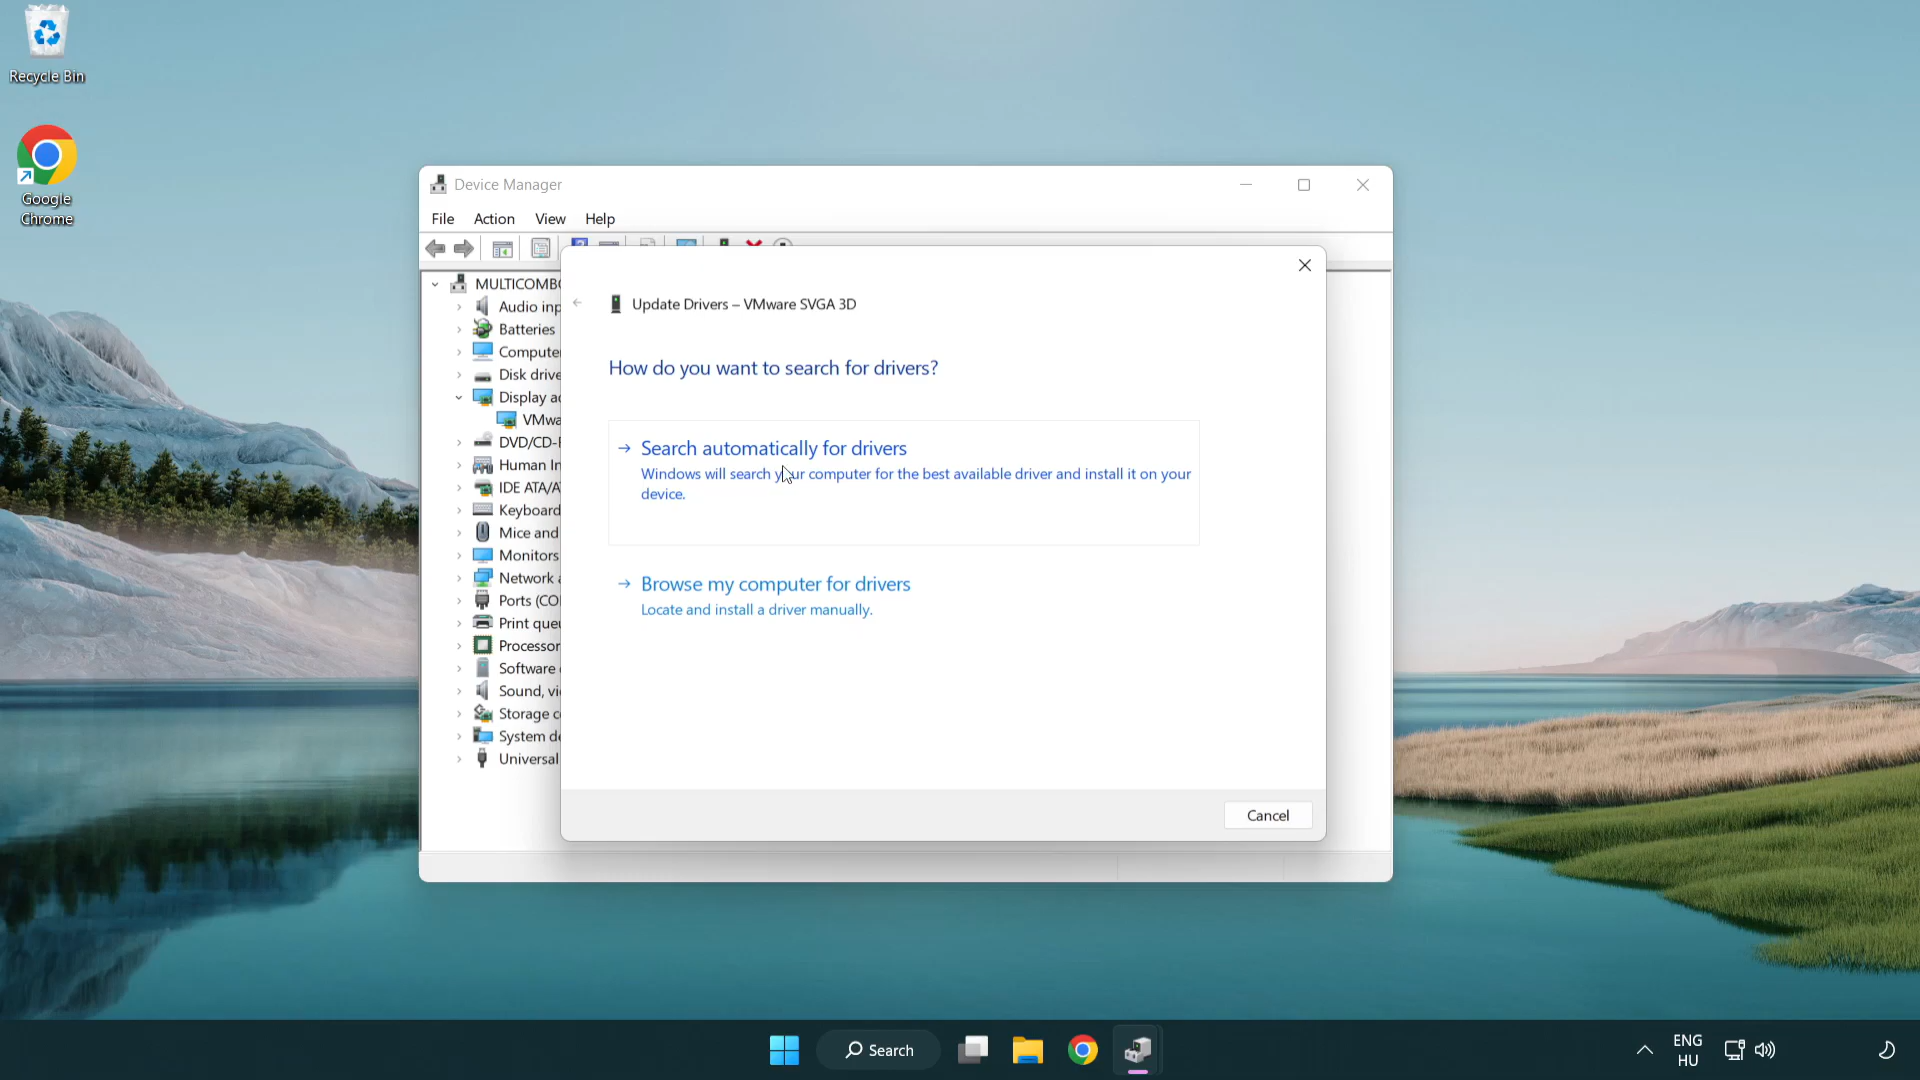 Recycle Bin
Google
Chrome
Device Manager
File Action View Help
MULTICOMBO
Audio inp
Batteries
Compute
Disk drive
Display a
VMwa
DVD/CD-
Human In
IDE ATA/A
Keyboard
Mice and
Monitors
Network a
Ports (CO
Print que
Processor
Software
Sound, vi
Storage c
System de
Universal
Update Drivers – VMware SVGA 3D
How do you want to search for drivers?
Search automatically for drivers
Windows will search your computer for the best available driver and install it on your
device.
Browse my computer for drivers
Locate and install a driver manually.
Cancel
Search
ENG
HU